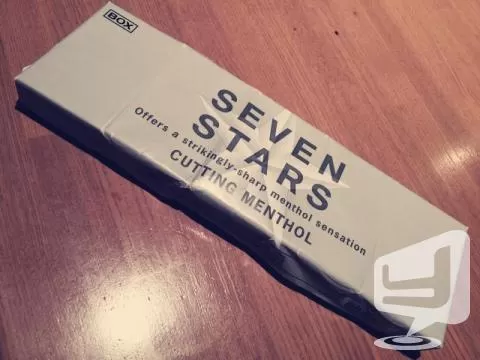 BOX
SEVEN
STARS
Offers a strikingly-sharp menthol sensation
CUTTING MENTHOL